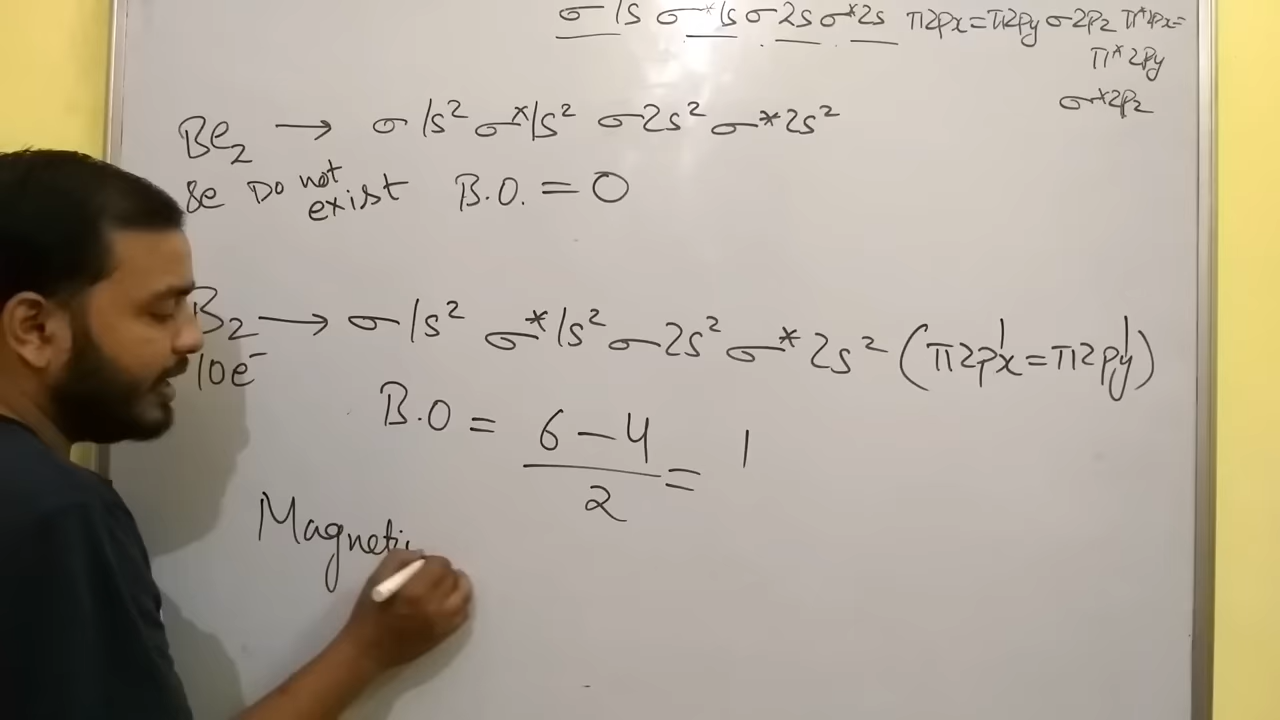 σ1s σ*1s σ2s σ*2s π2px=π2py σ2pz π*2px=
π*2py
σ*2pz
Be₂ → σ1s² σ*1s² σ2s² σ*2s²
8e Do not exist B.O. = 0
B₂ → σ1s² σ*1s² σ2s² σ*2s² (π2px¹=π2py¹)
10e⁻
B.O = 6-4/2 = 1
Magneti